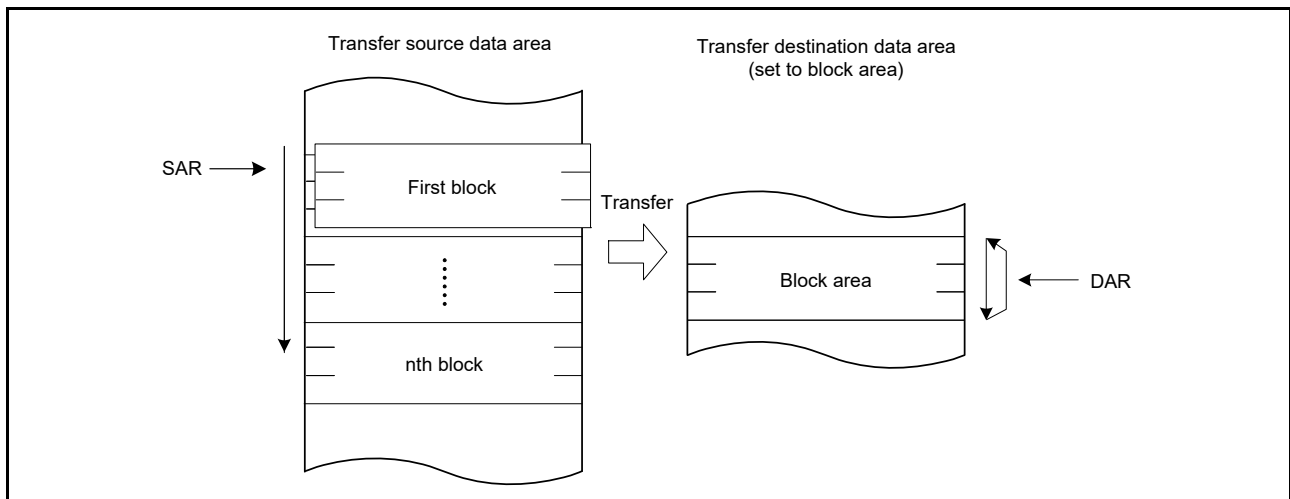 Transfer source data area
Transfer destination data area
(set to block area)
SAR
First block
Transfer
Block area
DAR
nth block